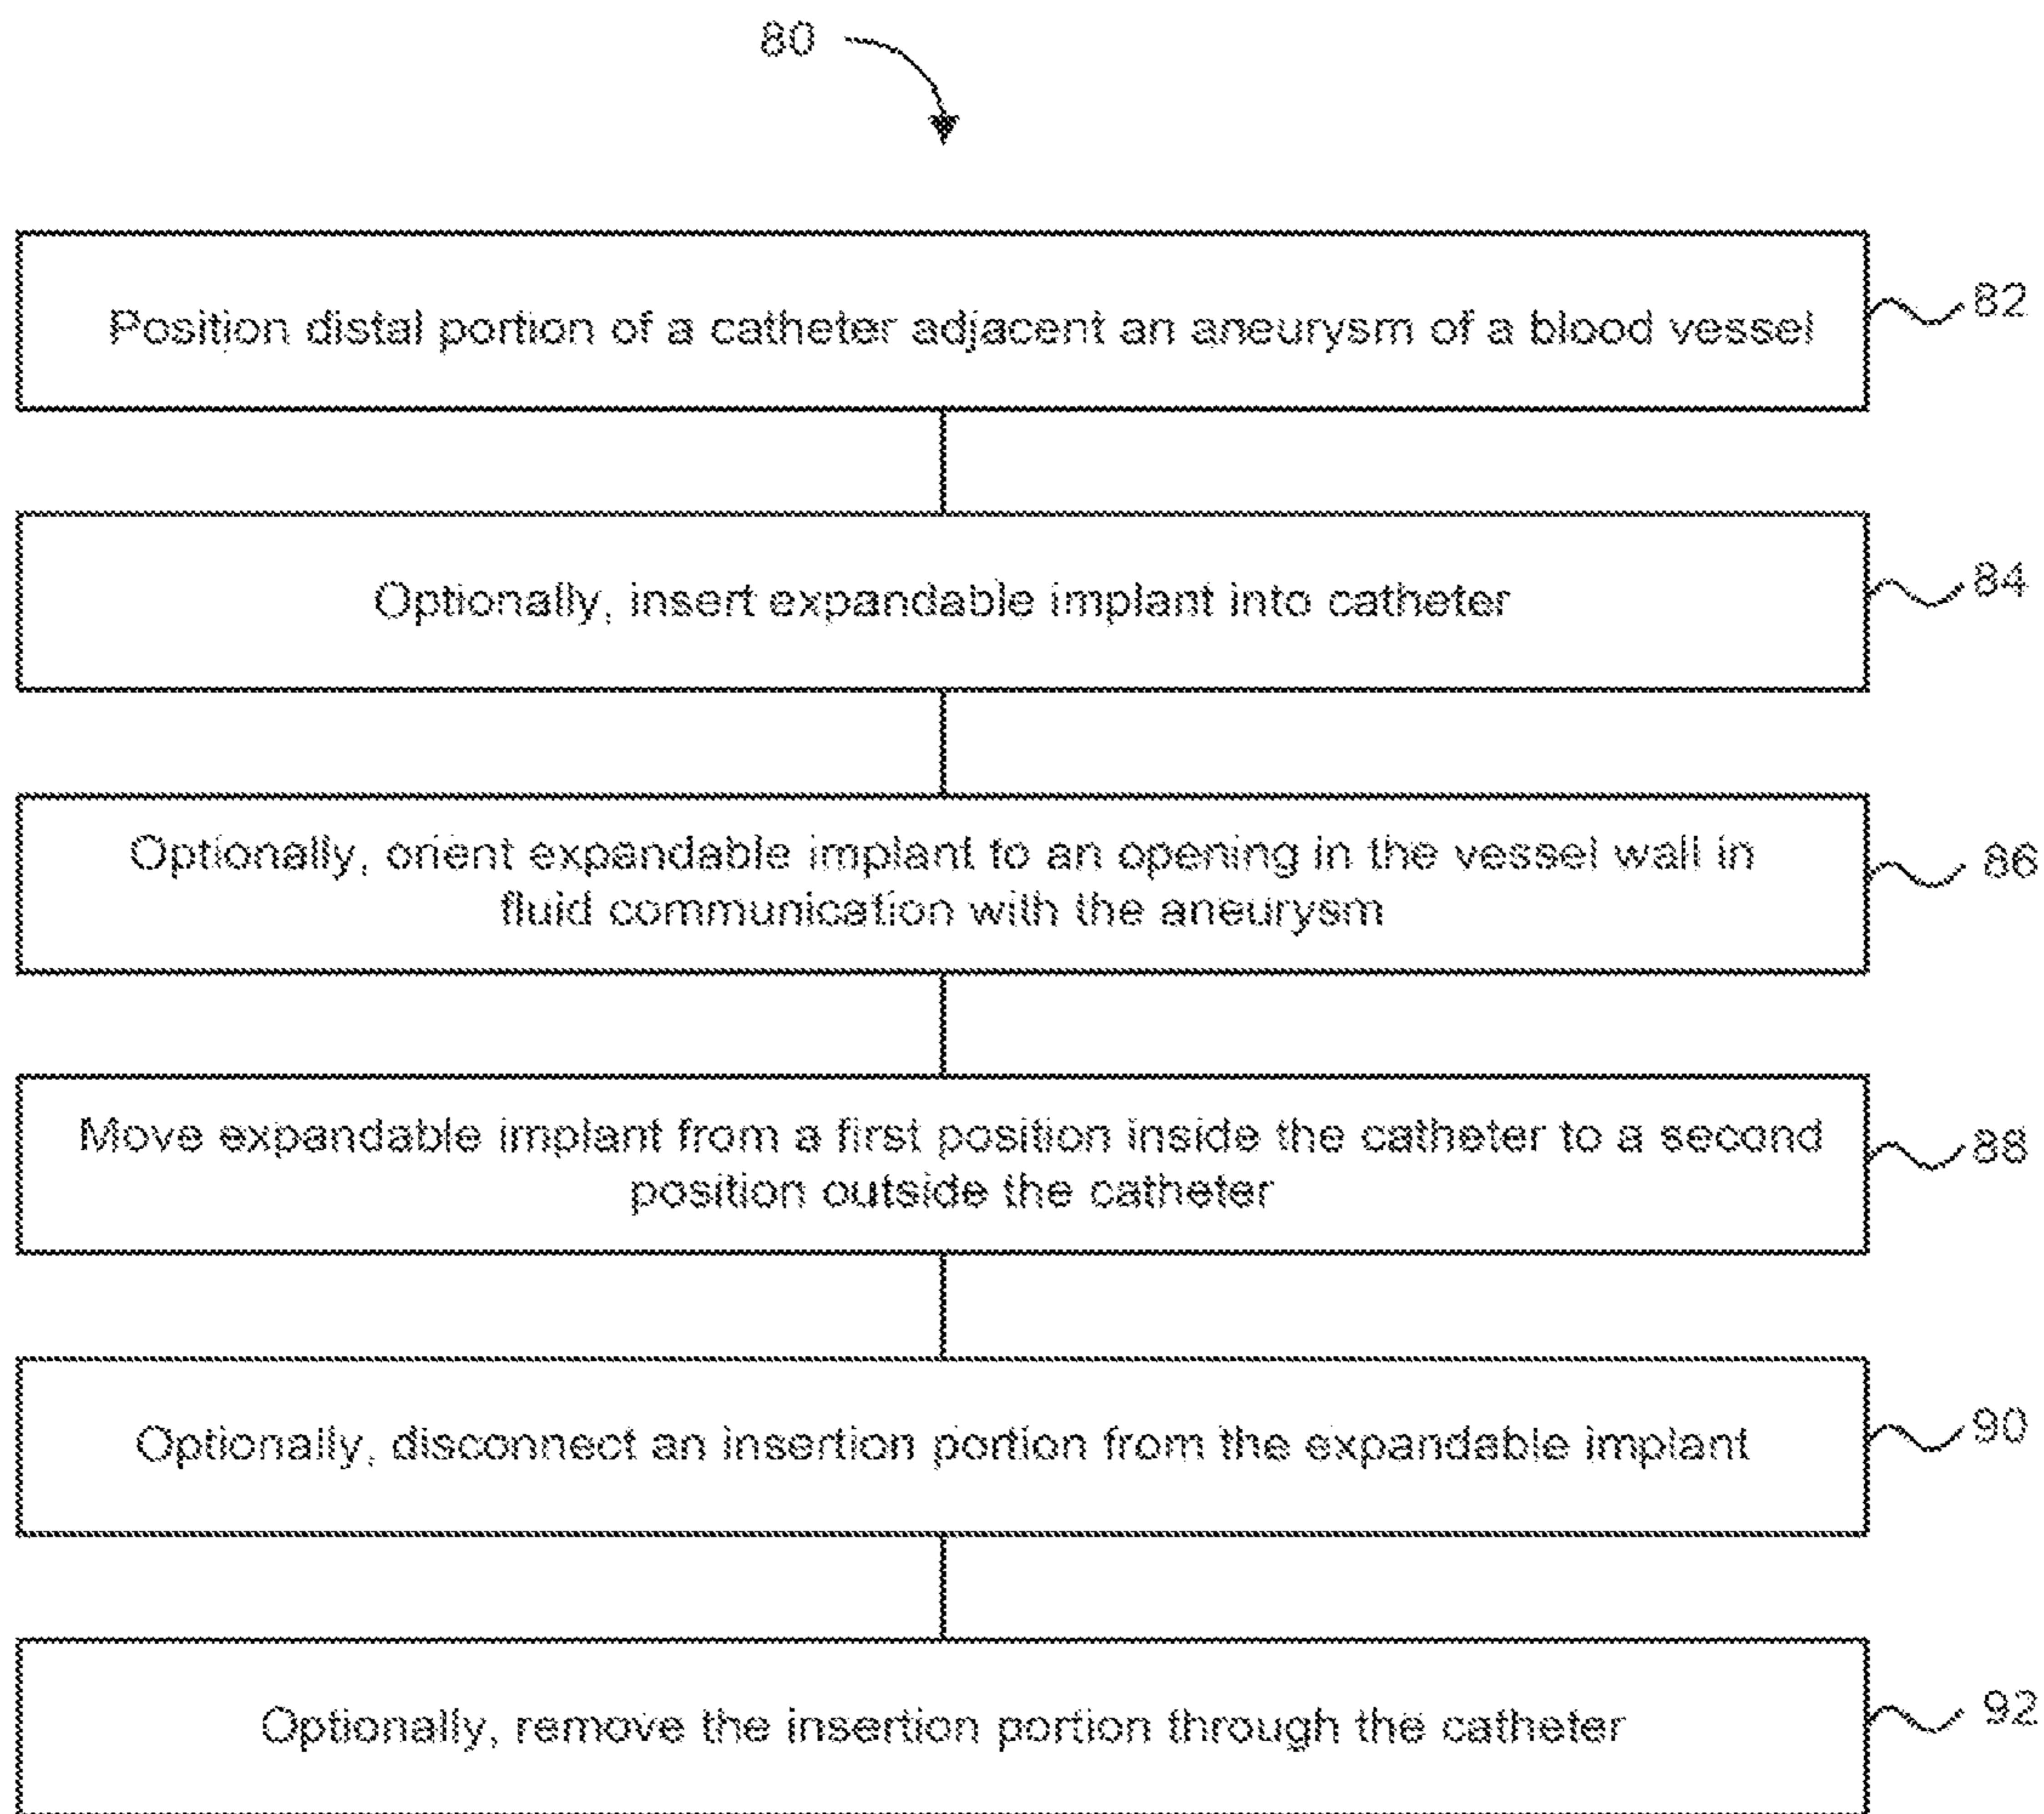 80
Position distal portion of a catheter adjacent an aneurysm of a blood vessel
82
Optionally, insert expandable implant into catheter
84
Optionally, orient expandable implant to an opening in the vessel wall in
fluid communication with the aneurysm
86
Move expandable implant from a first position inside the catheter to a second
position outside the catheter
88
Optionally, disconnect an insertion portion from the expandable implant
90
Optionally, remove the insertion portion through the catheter
92